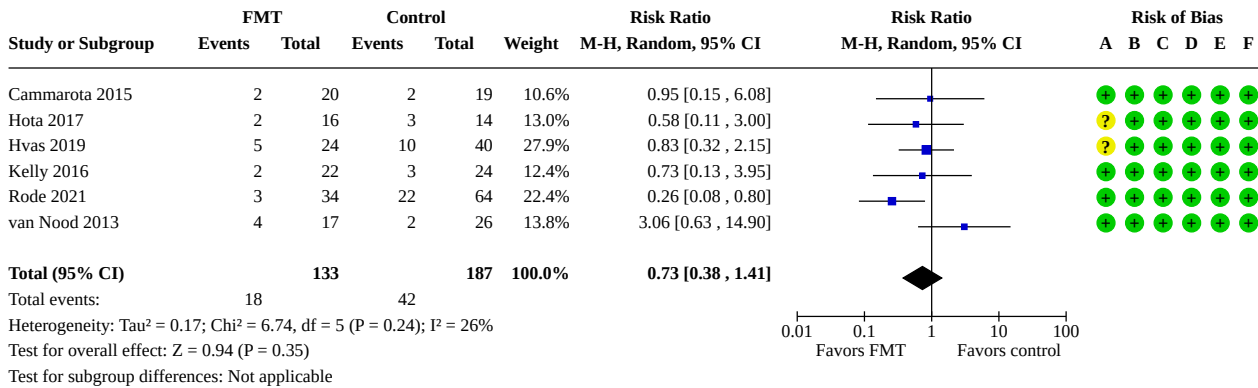 FMT Control Risk Ratio Risk Ratio Risk of Bias
Study or Subgroup Events Total Events Total Weight M-H, Random, 95% CI M-H, Random, 95% CI A B C D E F
Cammarota 2015 2 20 2 19 10.6% 0.95 [0.15 , 6.08] + + + + + +
Hota 2017 2 16 3 14 13.0% 0.58 [0.11 , 3.00] ? + + + + +
Hvas 2019 5 24 10 40 27.9% 0.83 [0.32 , 2.15] ? + + + + +
Kelly 2016 2 22 3 24 12.4% 0.73 [0.13 , 3.95] + + + + + +
Rode 2021 3 34 22 64 22.4% 0.26 [0.08 , 0.80] + + + + + +
van Nood 2013 4 17 2 26 13.8% 3.06 [0.63 , 14.90] + + + + + +
Total (95% CI) 133 187 100.0% 0.73 [0.38 , 1.41]
Total events: 18 42
Heterogeneity: Tau² = 0.17; Chi² = 6.74, df = 5 (P = 0.24); I² = 26%
0.01 0.1 1 10 100
Test for overall effect: Z = 0.94 (P = 0.35) Favors FMT Favors control
Test for subgroup differences: Not applicable